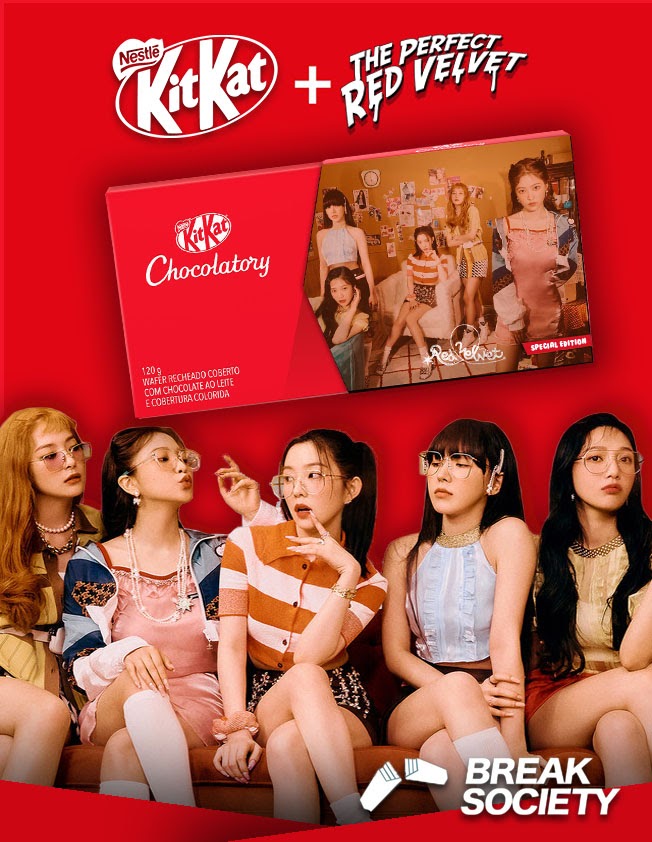 Nestlé
KitKat
+
THE PERFECT
RED VELVET
Nestlé
KitKat
Chocolatory
120 g
WAFER RECHEADO COBERTO
COM CHOCOLATE AO LEITE
E COBERTURA COLORIDA
Red Velvet
SPECIAL EDITION
BREAK
SOCIETY